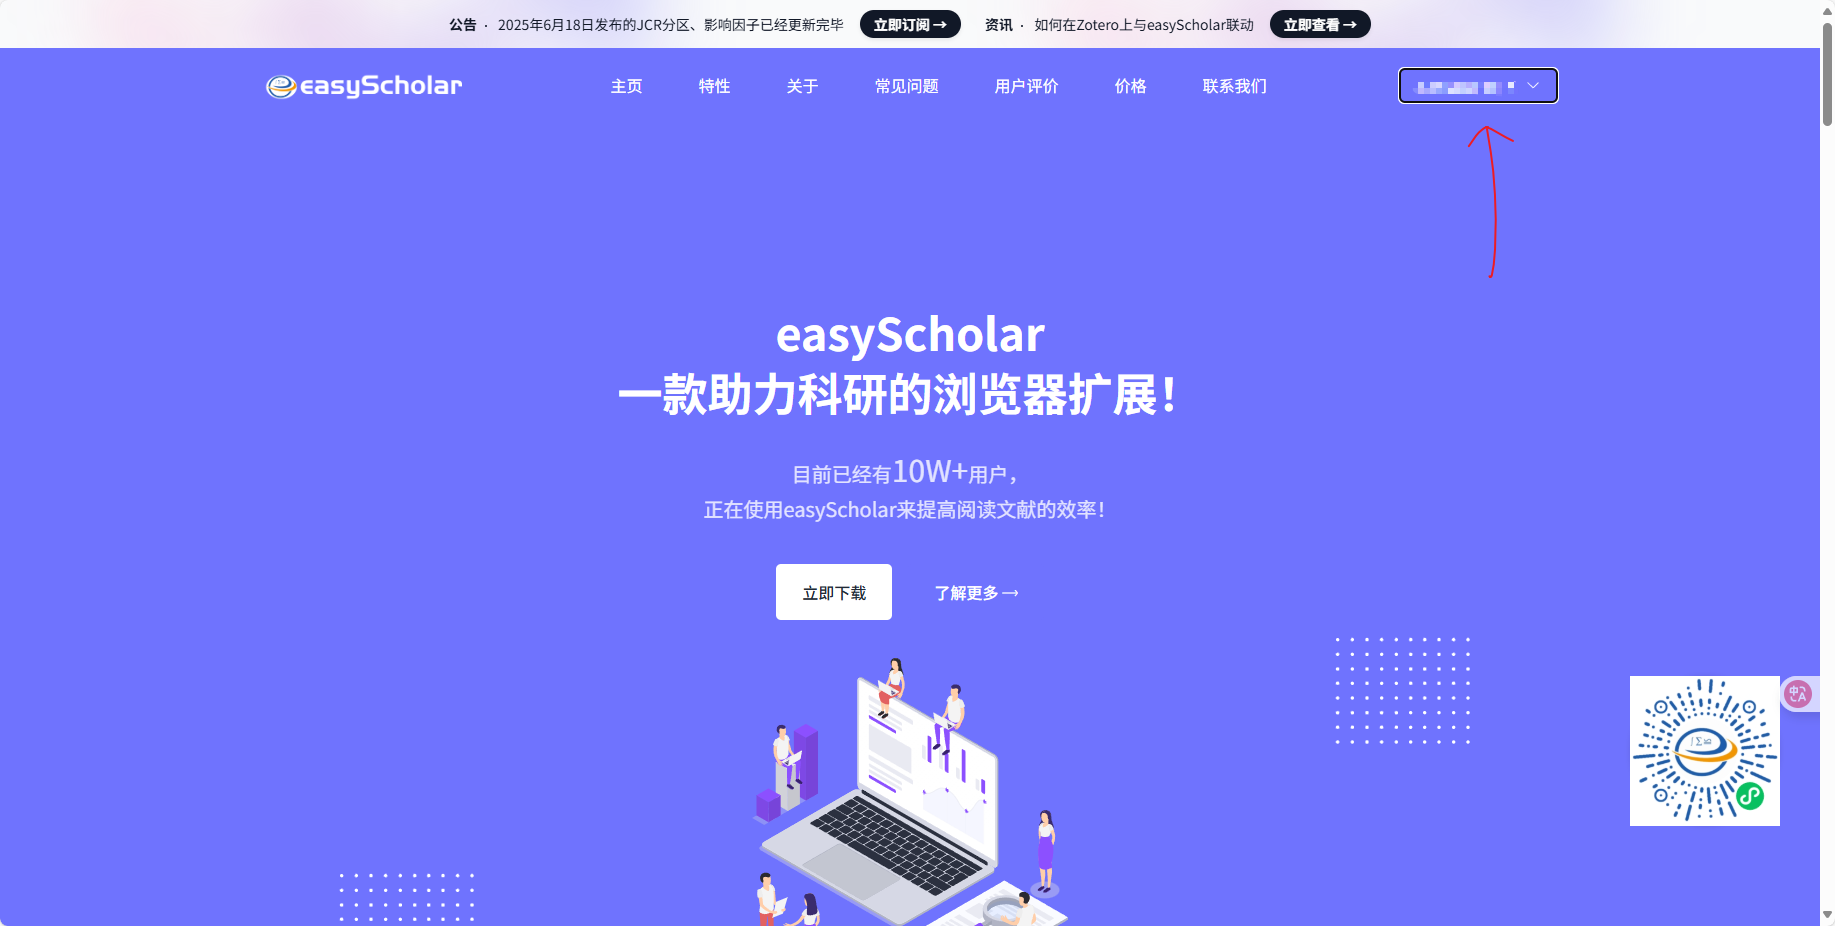 公告 · 2025年6月18日发布的JCR分区、影响因子已经更新完毕 立即订阅 → 资讯 · 如何在Zotero上与easyScholar联动 立即查看 →
easyScholar 主页 特性 关于 常见问题 用户评价 价格 联系我们
easyScholar
一款助力科研的浏览器扩展！
目前已经有10W+用户，
正在使用easyScholar来提高阅读文献的效率！
立即下载 了解更多 →
中A